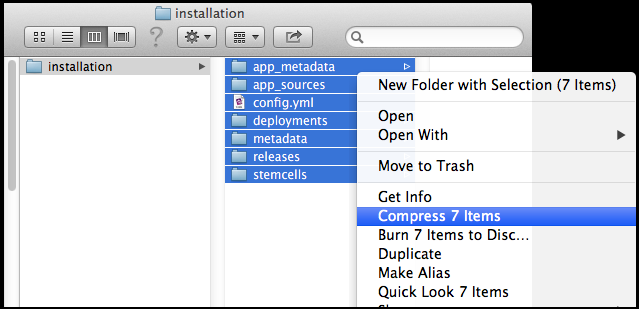 installation
installation
app_metadata
app_sources
config.yml
deployments
metadata
releases
stemcells
New Folder with Selection (7 Items)
Open
Open With
Move to Trash
Get Info
Compress 7 Items
Burn 7 Items to Disc...
Duplicate
Make Alias
Quick Look 7 Items